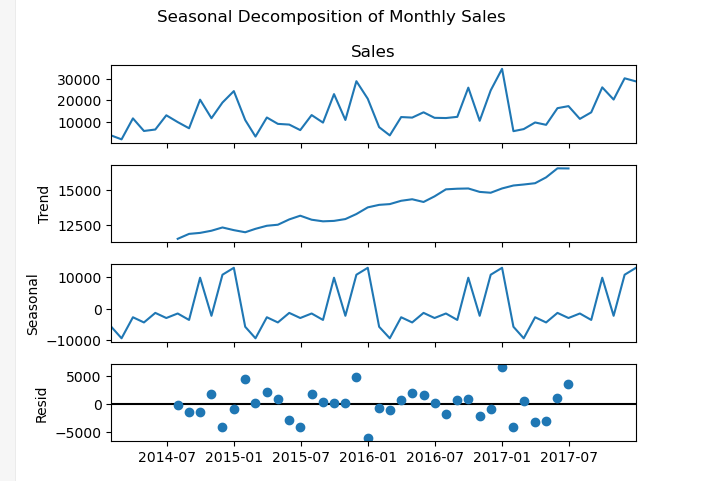 Seasonal Decomposition of Monthly Sales
Sales
30000
20000
10000
Trend
15000
12500
Seasonal
10000
0
−10000
Resid
5000
0
−5000
2014-07 2015-01 2015-07 2016-01 2016-07 2017-01 2017-07